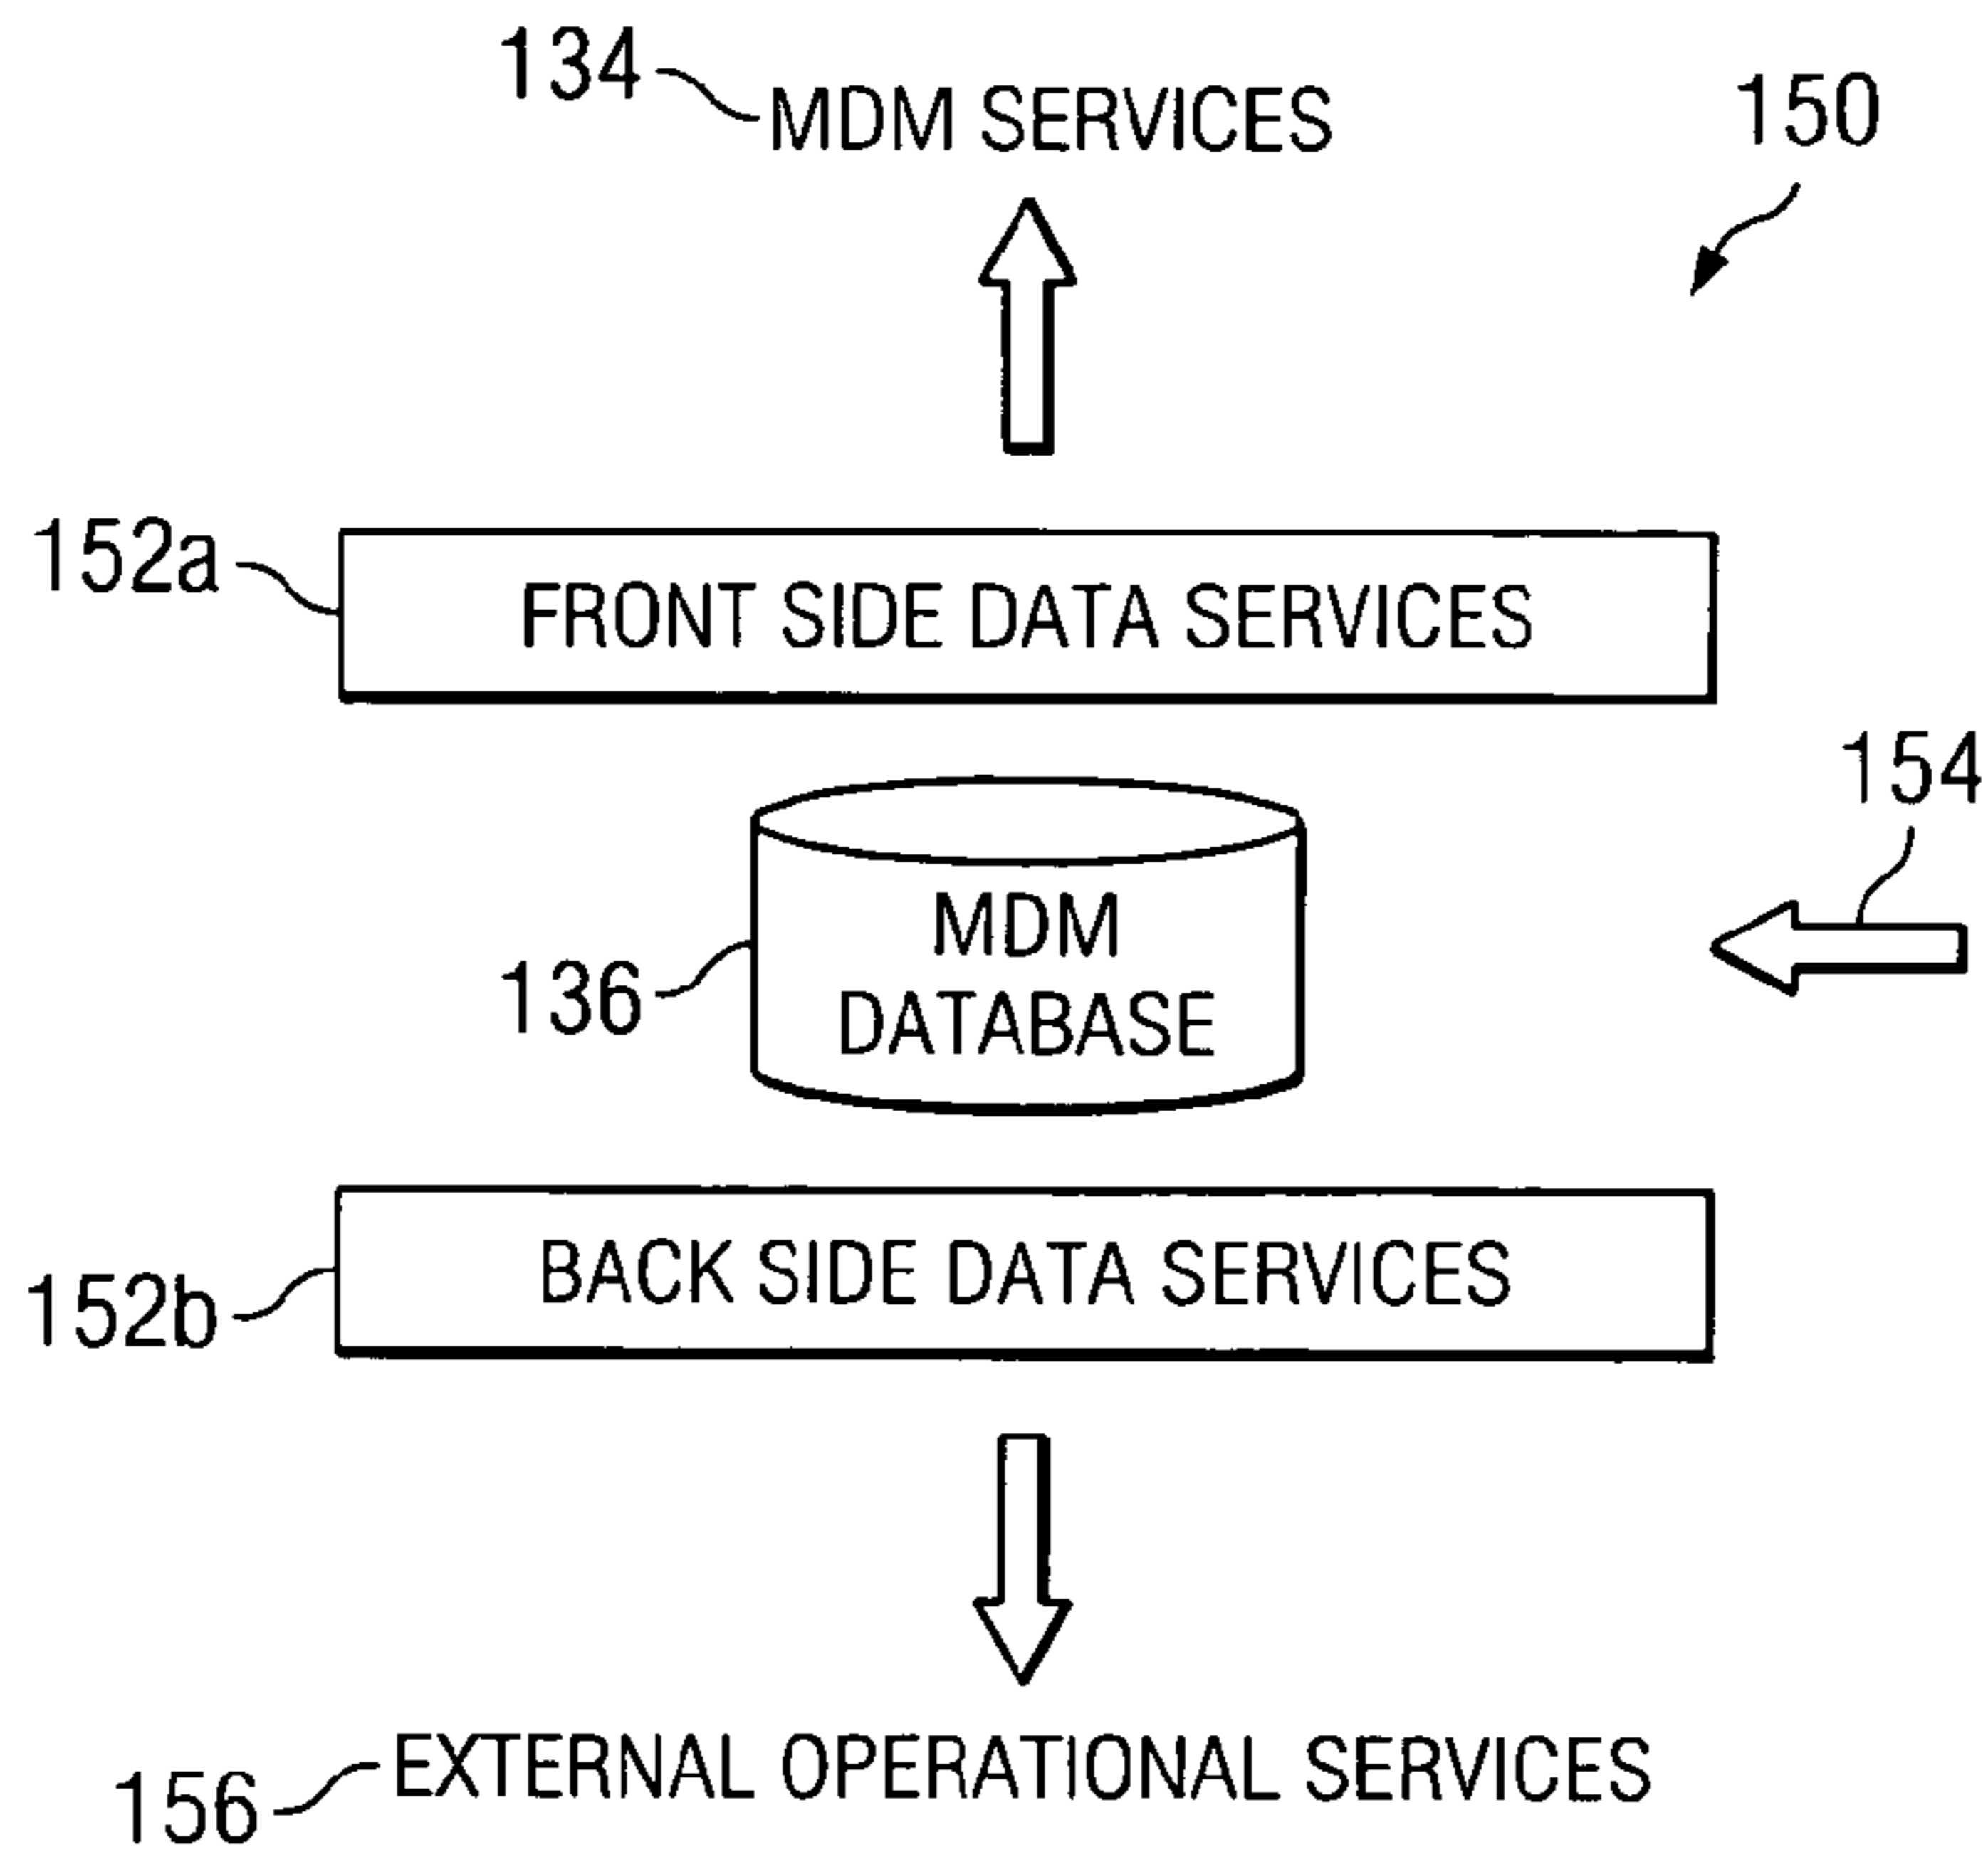 134
MDM SERVICES
150
152a
FRONT SIDE DATA SERVICES
154
MDM
DATABASE
136
BACK SIDE DATA SERVICES
152b
EXTERNAL OPERATIONAL SERVICES
156